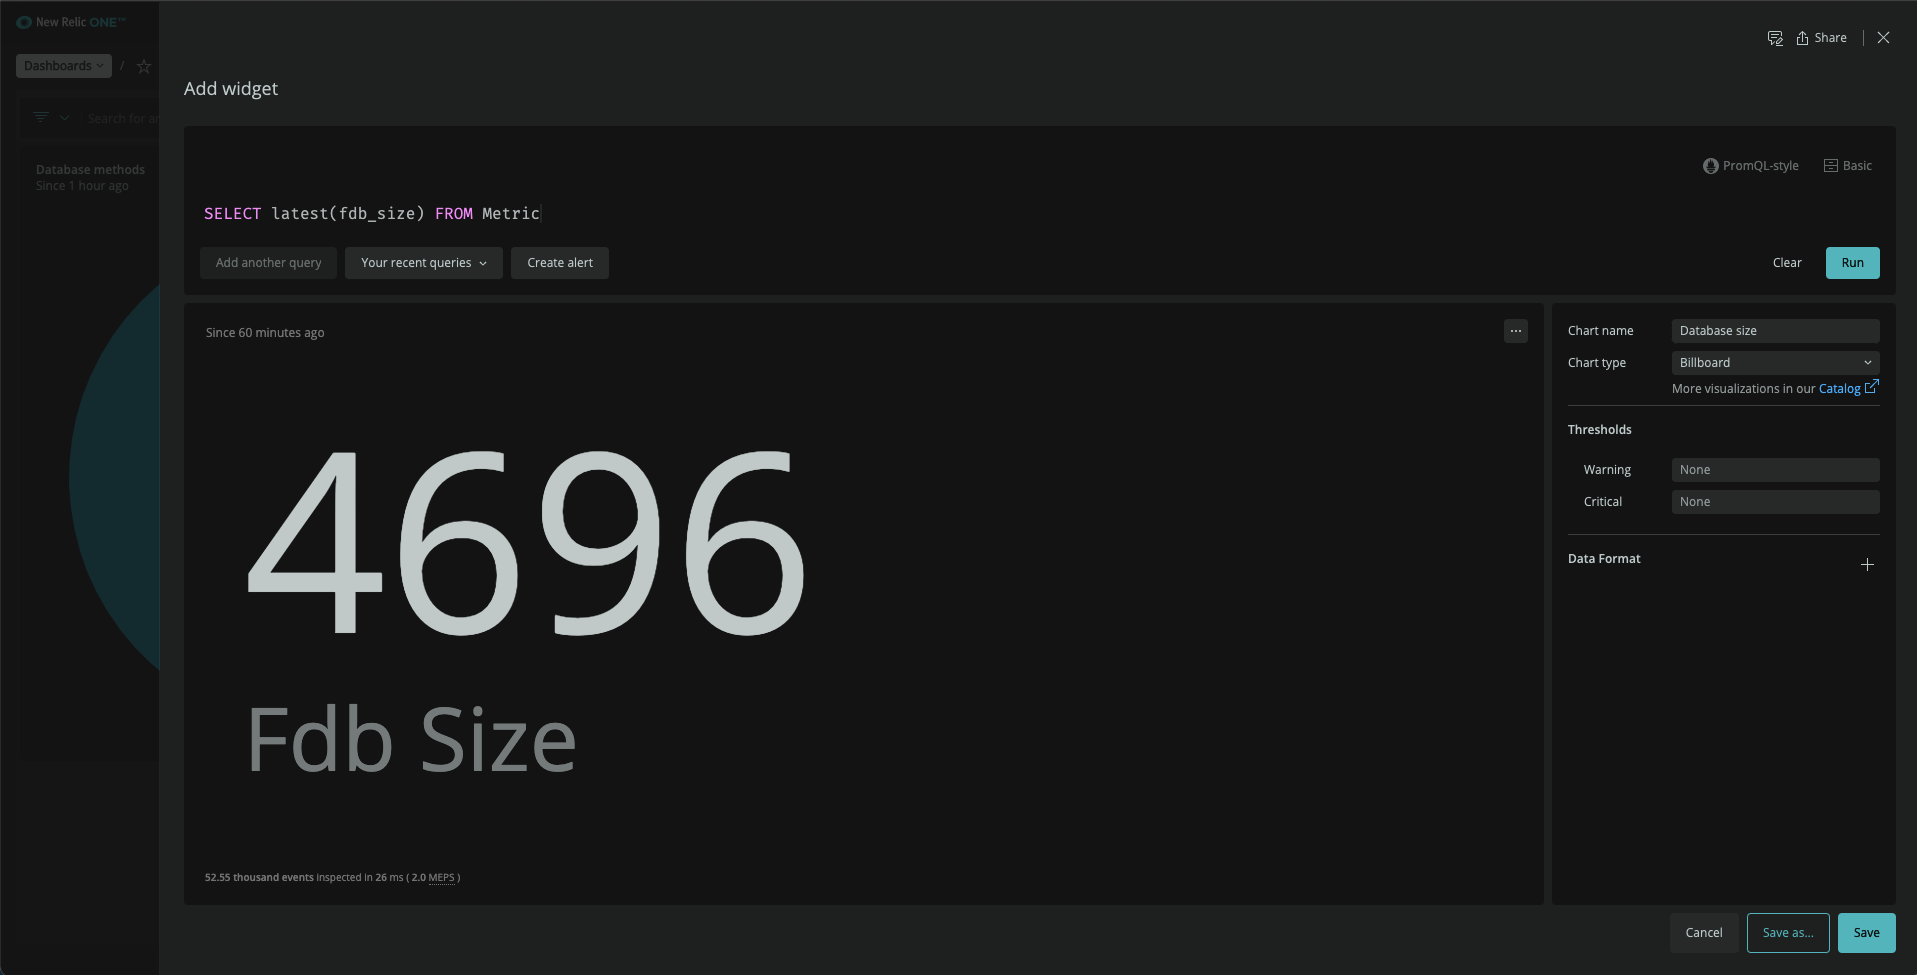 New Relic ONE™
Share
Dashboards /
Add widget
Search for an
PromQL-style Basic
Database methods
Since 1 hour ago
SELECT latest(fdb_size) FROM Metric
Add another query Your recent queries Create alert Clear Run
Since 60 minutes ago
...
Chart name Database size
Chart type Billboard
More visualizations in our Catalog
Thresholds
Warning None
Critical None
Data Format
4696
Fdb Size
52.55 thousand events inspected in 26 ms ( 2.0 MEPS )
Cancel Save as... Save